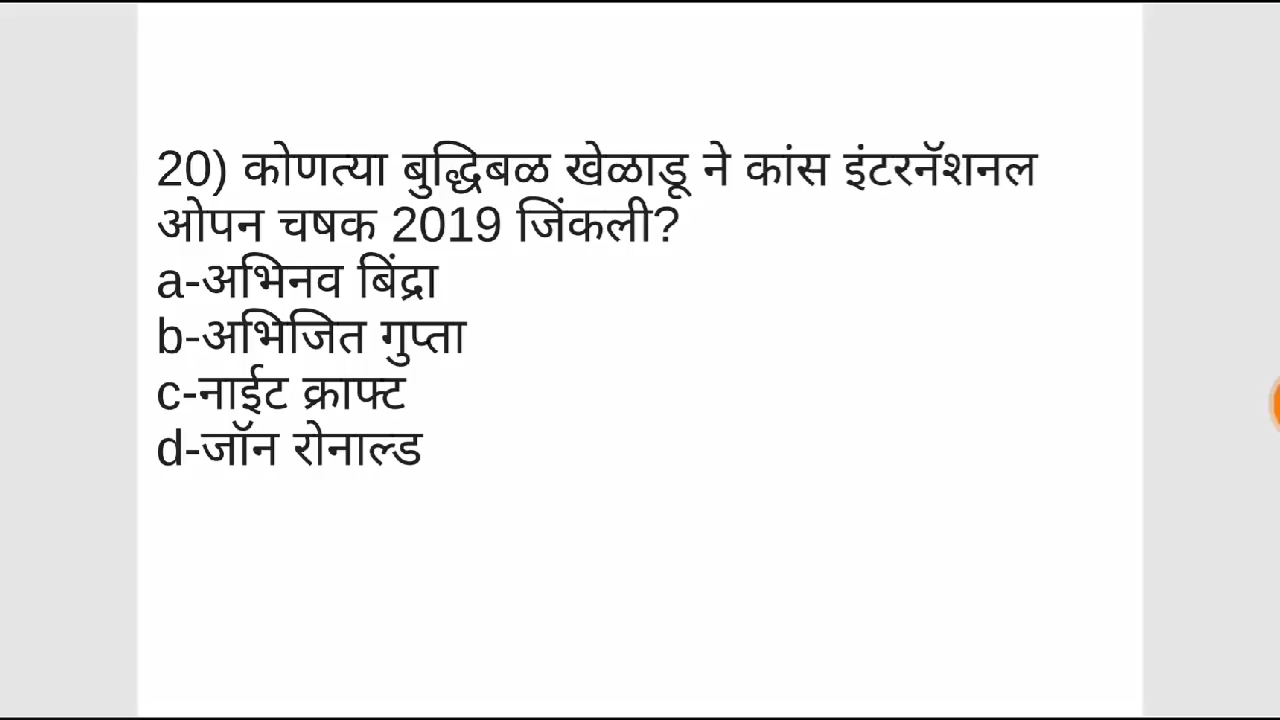 20) कोणत्या बुद्धिबळ खेळाडू ने कांस इंटरनॅशनल
ओपन चषक 2019 जिंकली?
a-अभिनव बिंद्रा
b-अभिजित गुप्ता
c-नाईट क्राफ्ट
d-जॉन रोनाल्ड